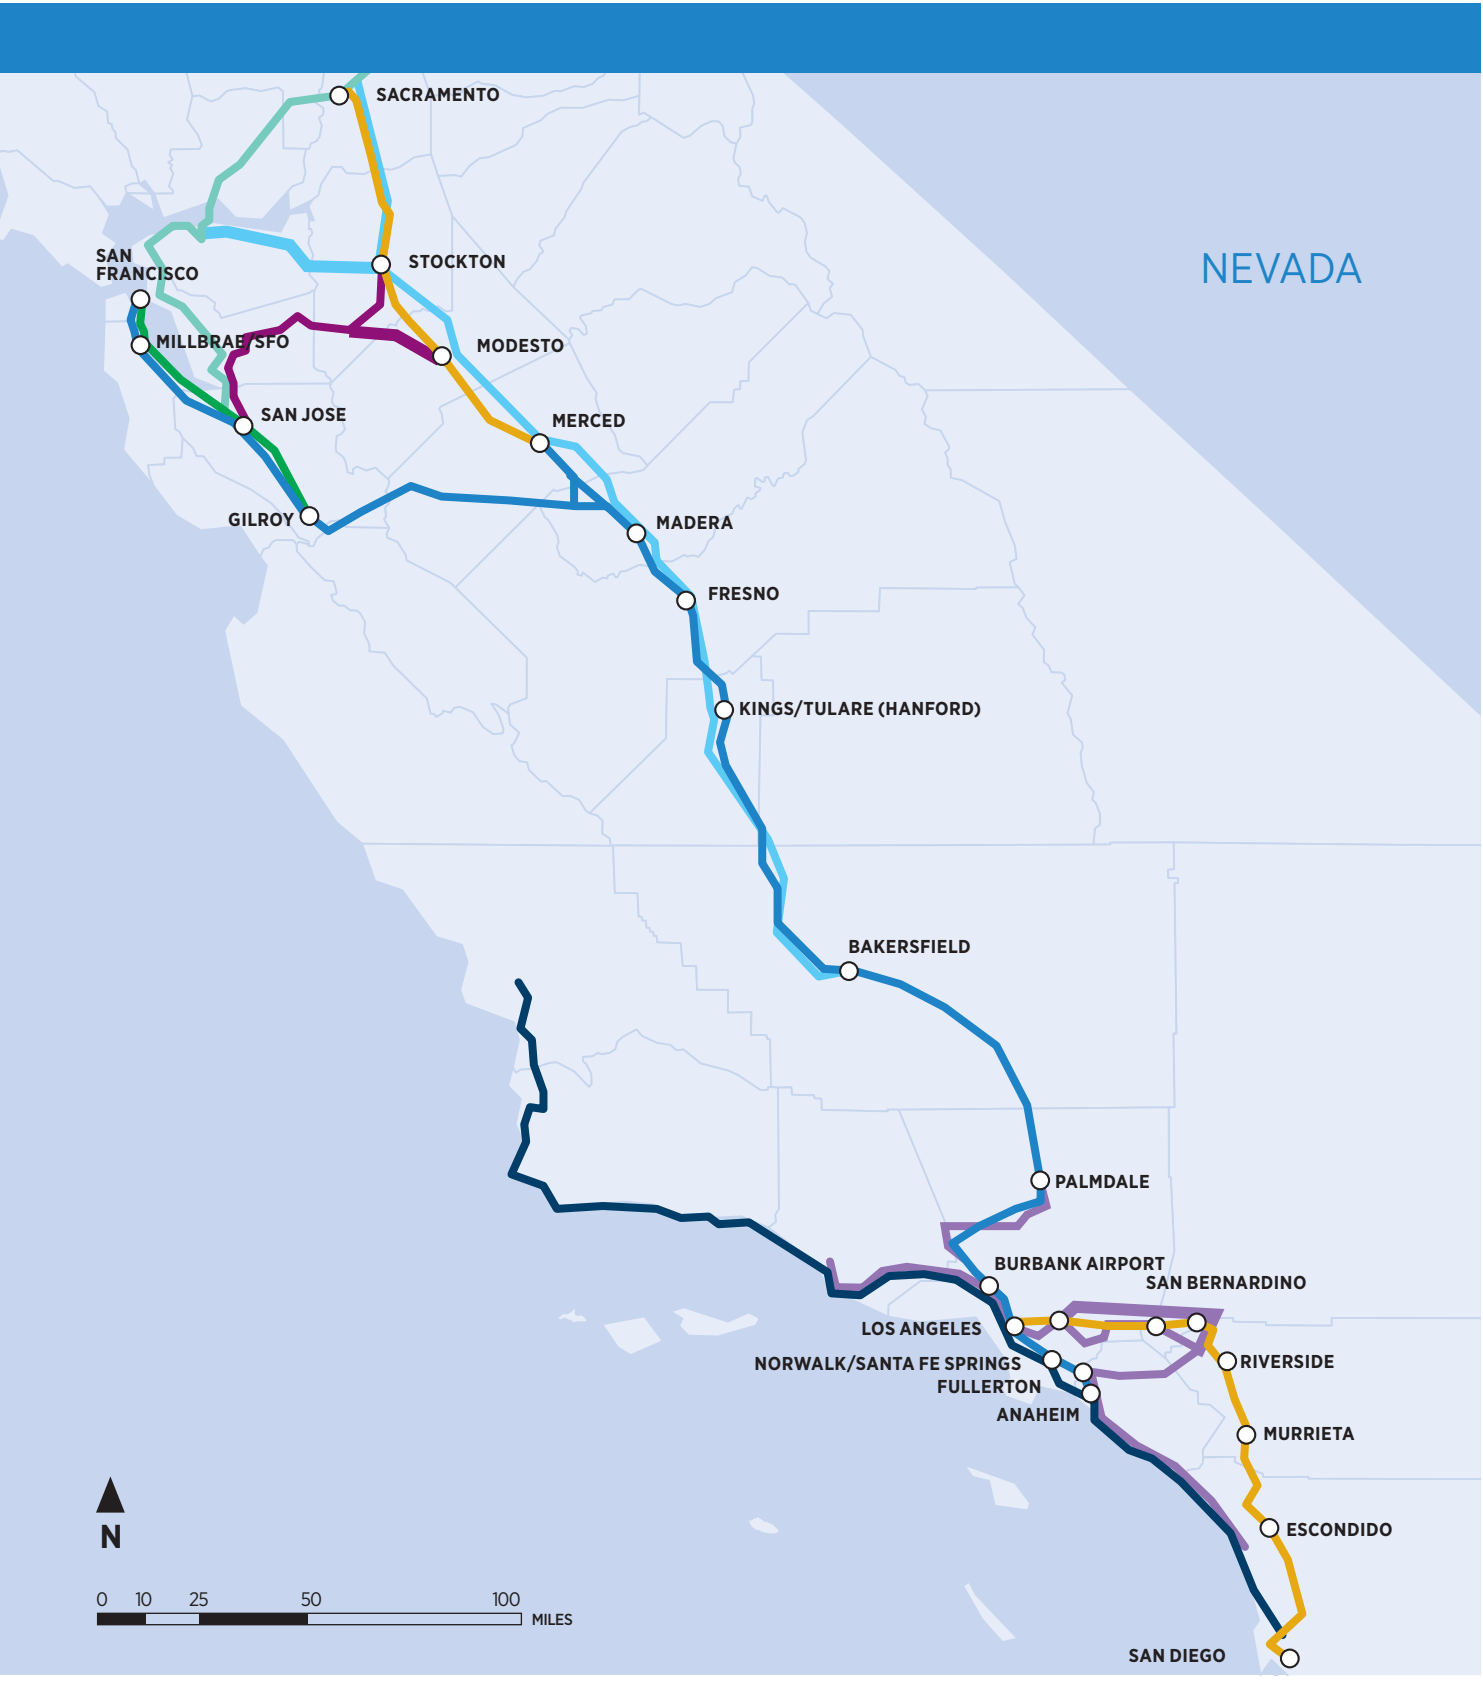 SACRAMENTO
SAN
FRANCISCO
STOCKTON
NEVADA
MILLBRAE/SFO
MODESTO
SAN JOSE
MERCED
GILROY
MADERA
FRESNO
KINGS/TULARE (HANFORD)
BAKERSFIELD
PALMDALE
BURBANK AIRPORT
SAN BERNARDINO
LOS ANGELES
NORWALK/SANTA FE SPRINGS
RIVERSIDE
FULLERTON
ANAHEIM
MURRIETA
N
ESCONDIDO
0 10 25 50 100
MILES
SAN DIEGO